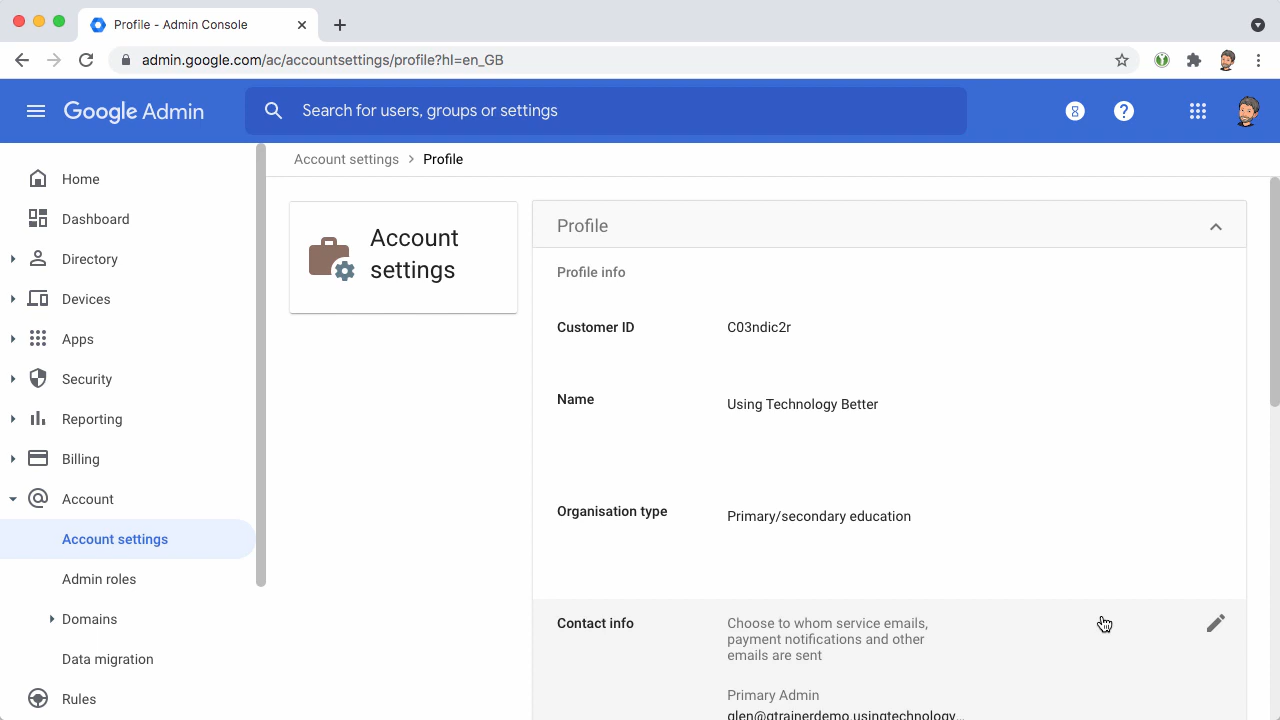 Profile - Admin Console
admin.google.com/ac/accountsettings/profile?hl=en_GB
Google Admin
Search for users, groups or settings
Home
Dashboard
Directory
Devices
Apps
Security
Reporting
Billing
Account
Account settings
Admin roles
Domains
Data migration
Rules
Account settings > Profile
Account
settings
Profile
Profile info
Customer ID
C03ndic2r
Name
Using Technology Better
Organisation type
Primary/secondary education
Contact info
Choose to whom service emails,
payment notifications and other
emails are sent
Primary Admin
glen@gtrainerdemo.usingtechnology...